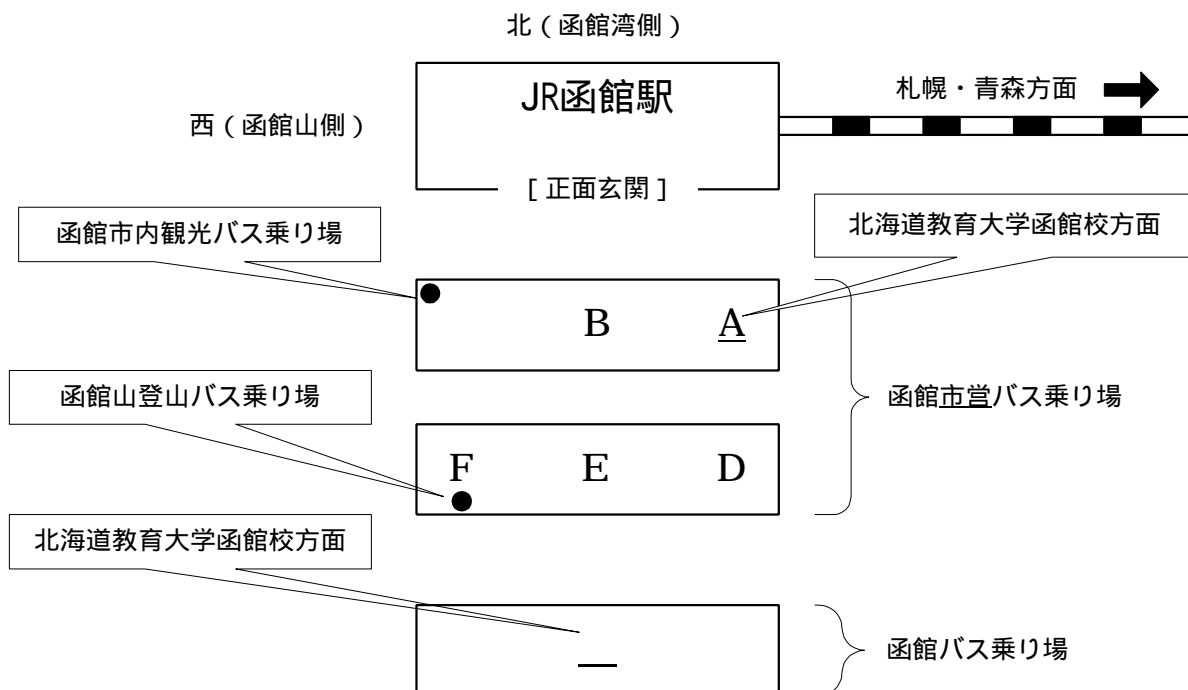 北（函館湾側）
JR函館駅
札幌・青森方面
西（函館山側）
[ 正面玄関 ]
函館市内観光バス乗り場
北海道教育大学函館校方面
B
A
函館山登山バス乗り場
函館市営バス乗り場
F
E
D
北海道教育大学函館校方面
函館バス乗り場